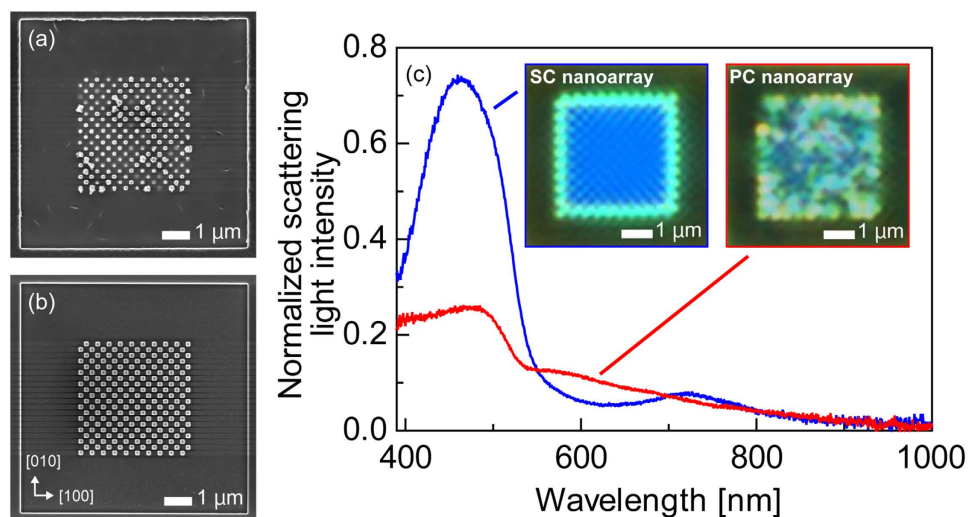 (a)
1 μm
(b)
[010]
[100]
1 μm
(c)
SC nanoarray
1 μm
PC nanoarray
1 μm
Normalized scattering
light intensity
0.8
0.6
0.4
0.2
0.0
400
600
800
1000
Wavelength [nm]